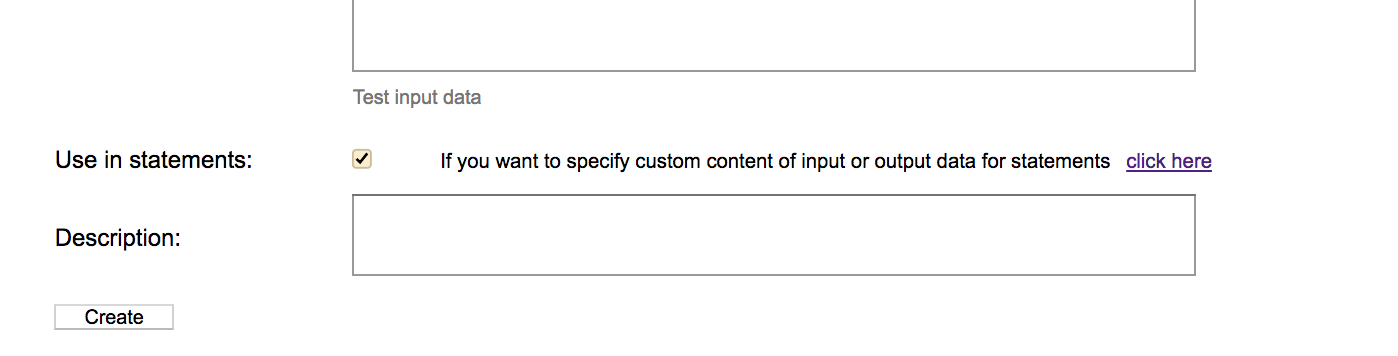 Test input data
Use in statements: If you want to specify custom content of input or output data for statements click here
Description:
Create